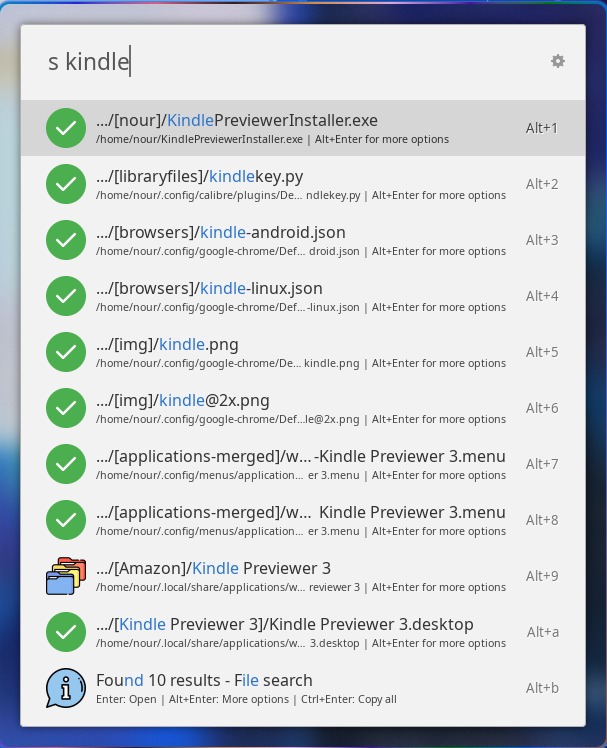 s kindle
.../[nour]/KindlePreviewerInstaller.exe
/home/nour/KindlePreviewerInstaller.exe | Alt+Enter for more options
Alt+1
.../[libraryfiles]/kindlekey.py
/home/nour/.config/calibre/plugins/De... ndlekey.py | Alt+Enter for more options
Alt+2
.../[browsers]/kindle-android.json
/home/nour/.config/google-chrome/Def... droid.json | Alt+Enter for more options
Alt+3
.../[browsers]/kindle-linux.json
/home/nour/.config/google-chrome/Def...-linux.json | Alt+Enter for more options
Alt+4
.../[img]/kindle.png
/home/nour/.config/google-chrome/De... kindle.png | Alt+Enter for more options
Alt+5
.../[img]/kindle@2x.png
/home/nour/.config/google-chrome/Def...le@2x.png | Alt+Enter for more options
Alt+6
.../[applications-merged]/w... -Kindle Previewer 3.menu
/home/nour/.config/menus/application... er 3.menu | Alt+Enter for more options
Alt+7
.../[applications-merged]/w... Kindle Previewer 3.menu
/home/nour/.config/menus/application... er 3.menu | Alt+Enter for more options
Alt+8
.../[Amazon]/Kindle Previewer 3
/home/nour/.local/share/applications/w... reviewer 3 | Alt+Enter for more options
Alt+9
.../[Kindle Previewer 3]/Kindle Previewer 3.desktop
/home/nour/.local/share/applications/w... 3.desktop | Alt+Enter for more options
Alt+a
Found 10 results - File search
Enter: Open | Alt+Enter: More options | Ctrl+Enter: Copy all
Alt+b